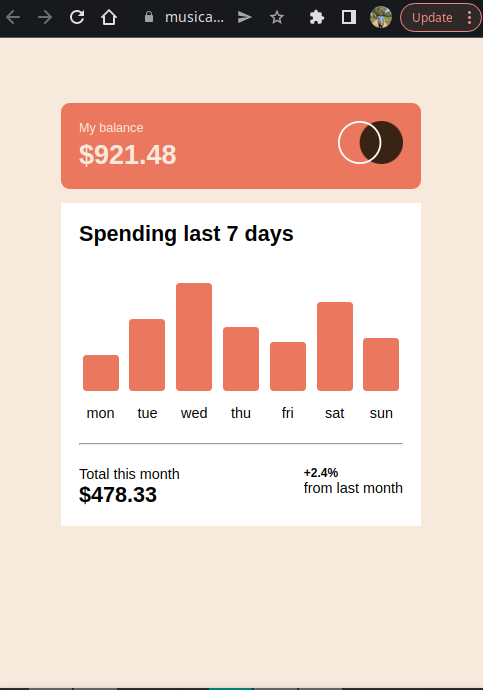 musica...
Update
My balance
$921.48
Spending last 7 days
mon tue wed thu fri sat sun
Total this month
$478.33
+2.4%
from last month